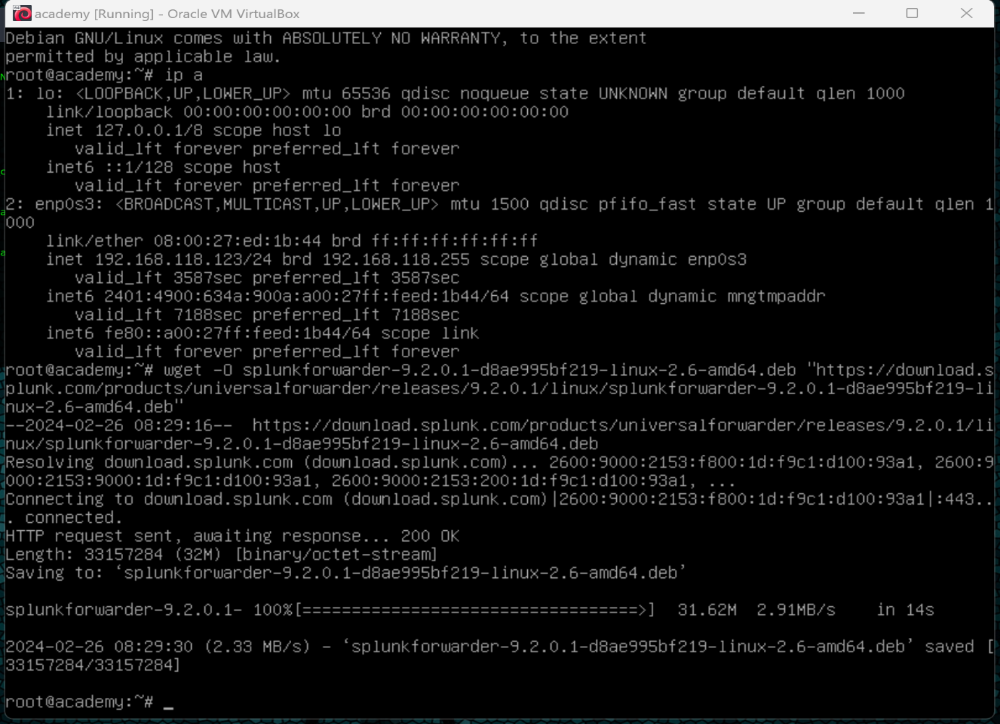 academy [Running] - Oracle VM VirtualBox
Debian GNU/Linux comes with ABSOLUTELY NO WARRANTY, to the extent
permitted by applicable law.
root@academy:~# ip a
1: lo: <LOOPBACK,UP,LOWER_UP> mtu 65536 qdisc noqueue state UNKNOWN group default qlen 1000
    link/loopback 00:00:00:00:00:00 brd 00:00:00:00:00:00
    inet 127.0.0.1/8 scope host lo
       valid_lft forever preferred_lft forever
    inet6 ::1/128 scope host
       valid_lft forever preferred_lft forever
2: enp0s3: <BROADCAST,MULTICAST,UP,LOWER_UP> mtu 1500 qdisc pfifo_fast state UP group default qlen 1
000
    link/ether 08:00:27:ed:1b:44 brd ff:ff:ff:ff:ff:ff
    inet 192.168.118.123/24 brd 192.168.118.255 scope global dynamic enp0s3
       valid_lft 3587sec preferred_lft 3587sec
    inet6 2401:4900:634a:900a:a00:27ff:feed:1b44/64 scope global dynamic mngtmpaddr
       valid_lft 7188sec preferred_lft 7188sec
    inet6 fe80::a00:27ff:feed:1b44/64 scope link
       valid_lft forever preferred_lft forever
root@academy:~# wget -O splunkforwarder-9.2.0.1-d8ae995bf219-linux-2.6-amd64.deb "https://download.s
plunk.com/products/universalforwarder/releases/9.2.0.1/linux/splunkforwarder-9.2.0.1-d8ae995bf219-li
nux-2.6-amd64.deb"
--2024-02-26 08:29:16--  https://download.splunk.com/products/universalforwarder/releases/9.2.0.1/li
nux/splunkforwarder-9.2.0.1-d8ae995bf219-linux-2.6-amd64.deb
Resolving download.splunk.com (download.splunk.com)... 2600:9000:2153:f800:1d:f9c1:d100:93a1, 2600:9
000:2153:9000:1d:f9c1:d100:93a1, 2600:9000:2153:200:1d:f9c1:d100:93a1, ...
Connecting to download.splunk.com (download.splunk.com)|2600:9000:2153:f800:1d:f9c1:d100:93a1|:443..
. connected.
HTTP request sent, awaiting response... 200 OK
Length: 33157284 (32M) [binary/octet-stream]
Saving to: ‘splunkforwarder-9.2.0.1-d8ae995bf219-linux-2.6-amd64.deb’
splunkforwarder-9.2.0.1- 100%[==================================>]  31.62M  2.91MB/s    in 14s
2024-02-26 08:29:30 (2.33 MB/s) - ‘splunkforwarder-9.2.0.1-d8ae995bf219-linux-2.6-amd64.deb’ saved [
33157284/33157284]
root@academy:~# _